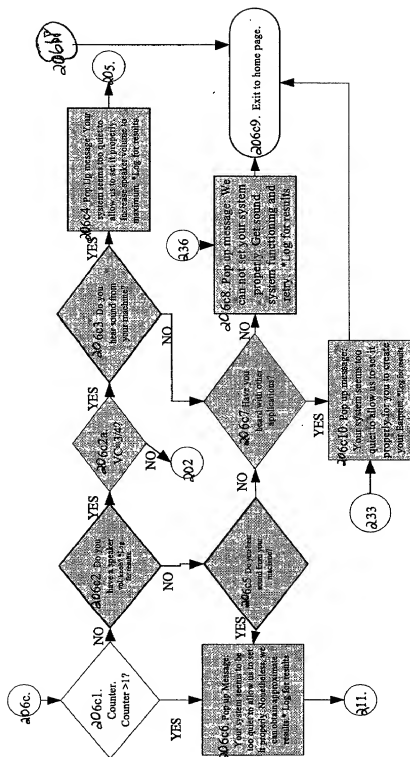 206c.
206c1.
Counter.
Counter >1?
NO
YES
206c2. Do you
have a speaker
for results
YES
NO
206c2a.
VC=3/4?
YES
NO
202
206c3. Do you
hear sound from
your machine?
YES
NO
206c4. Pop Up message: Your
system seems too quiet to
allow us to set it properly.
Increase speaker volume to
maximum. *Log for results
205.
206b
206c5. Do you hear
sound from your
machine?
YES
NO
206c6. Pop up Message:
Your system seems to be
too quiet to allow us to set
it properly. Nonetheless, we
can obtain approximate
results.* Log for results
211.
206c7. Have you
heard with other
applications?
NO
YES
206c8. Pop up message: We
can not set your system
properly. Get sound
system functioning and
retry. *Log for results
236
206c9. Exit to home page.
206c10. Pop up message:
Your system seems too
quiet to allow us to set it
properly for you to create
your Earprint. *Log for
results
233